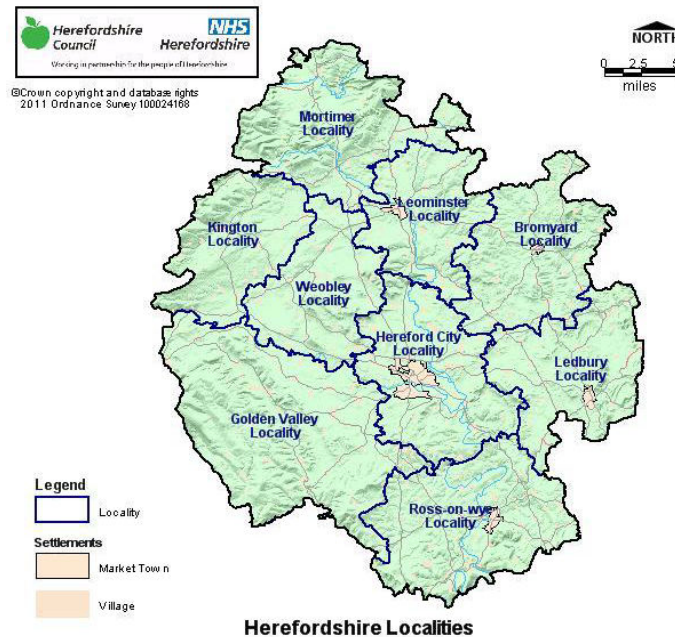 Herefordshire
Council
NHS
Herefordshire
Working in partnership for the people of Herefordshire
©Crown copyright and database rights
2011 Ordnance Survey 100024168
NORTH
0 2.5 5
miles
Mortimer
Locality
Leominster
Locality
Kington
Locality
Bromyard
Locality
Weobley
Locality
Hereford City
Locality
Ledbury
Locality
Golden Valley
Locality
Ross-on-wye
Locality
Legend
Locality
Settlements
Market Town
Village
Herefordshire Localities